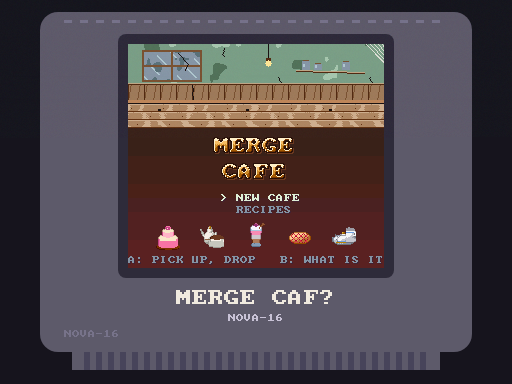 MERGE
CAFE
> NEW CAFE
RECIPES
A: PICK UP, DROP B: WHAT IS IT
MERGE CAF?
NOVA-16
NOVA-16